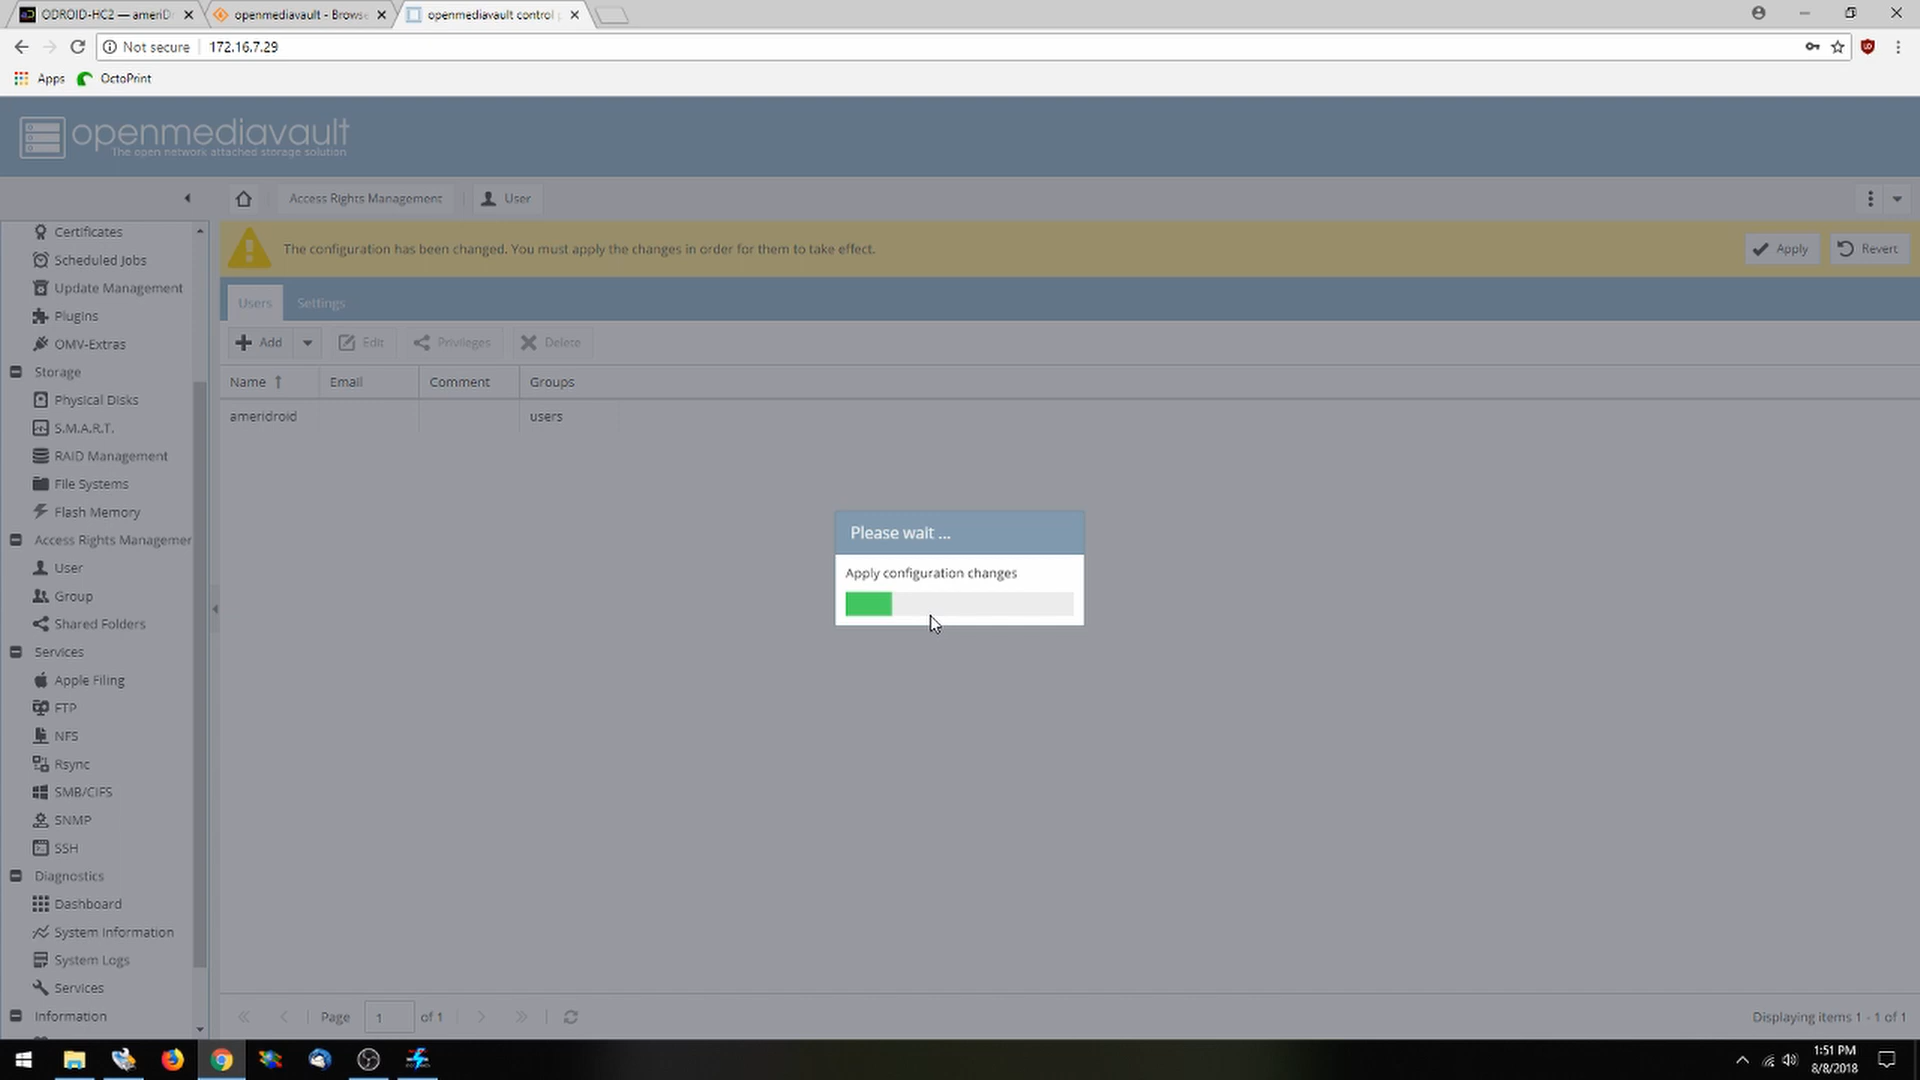 ODROID-HC2 — ameriD
openmediavault - Browse
openmediavault control p
Not secure
172.16.7.29
Apps
OctoPrint
openmediavault
The open network attached storage solution
Access Rights Management
User
Certificates
Scheduled Jobs
Update Management
Plugins
OMV-Extras
Storage
Physical Disks
S.M.A.R.T.
RAID Management
File Systems
Flash Memory
Access Rights Managemen
User
Group
Shared Folders
Services
Apple Filing
FTP
NFS
Rsync
SMB/CIFS
SNMP
SSH
Diagnostics
Dashboard
System Information
System Logs
Services
Information
The configuration has been changed. You must apply the changes in order for them to take effect.
Apply
Revert
Users
Settings
Add
Edit
Privileges
Delete
Name
Email
Comment
Groups
ameridroid
users
Please wait ...
Apply configuration changes
Page
1
of 1
Displaying items 1 - 1 of 1
1:51 PM
8/8/2018